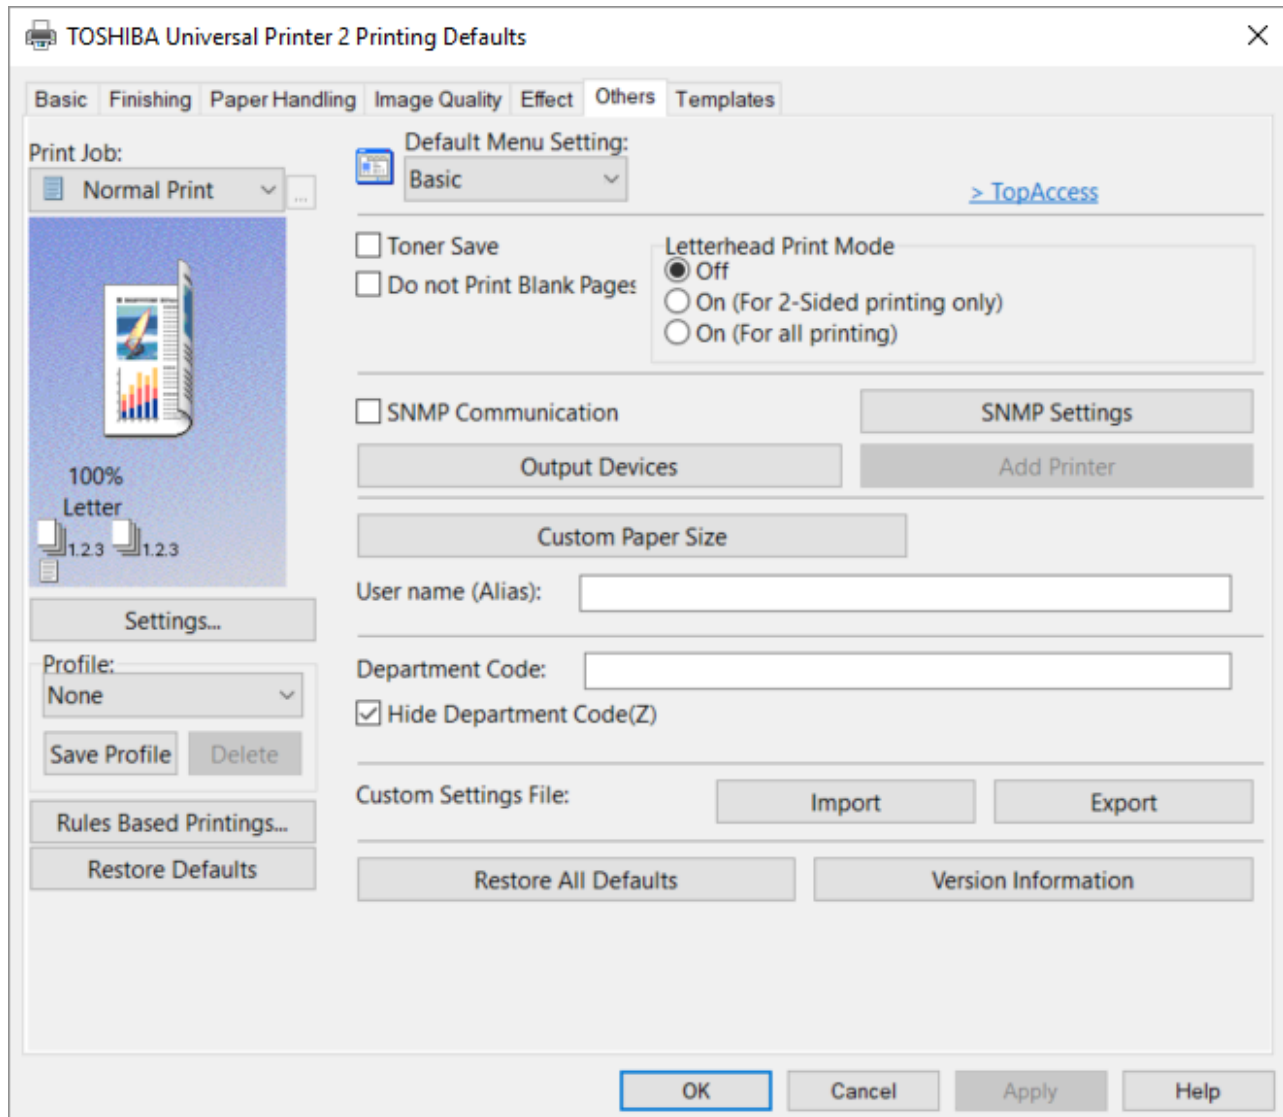 TOSHIBA Universal Printer 2 Printing Defaults
Basic Finishing Paper Handling Image Quality Effect Others Templates
Print Job:
Normal Print
...
100%
Letter
1.2.3 1.2.3
Settings...
Profile:
None
Save Profile Delete
Rules Based Printings...
Restore Defaults
Default Menu Setting:
Basic
> TopAccess
Toner Save
Do not Print Blank Pages
Letterhead Print Mode
Off
On (For 2-Sided printing only)
On (For all printing)
SNMP Communication
SNMP Settings
Output Devices
Add Printer
Custom Paper Size
User name (Alias):
Department Code:
Hide Department Code(Z)
Custom Settings File:
Import
Export
Restore All Defaults
Version Information
OK Cancel Apply Help